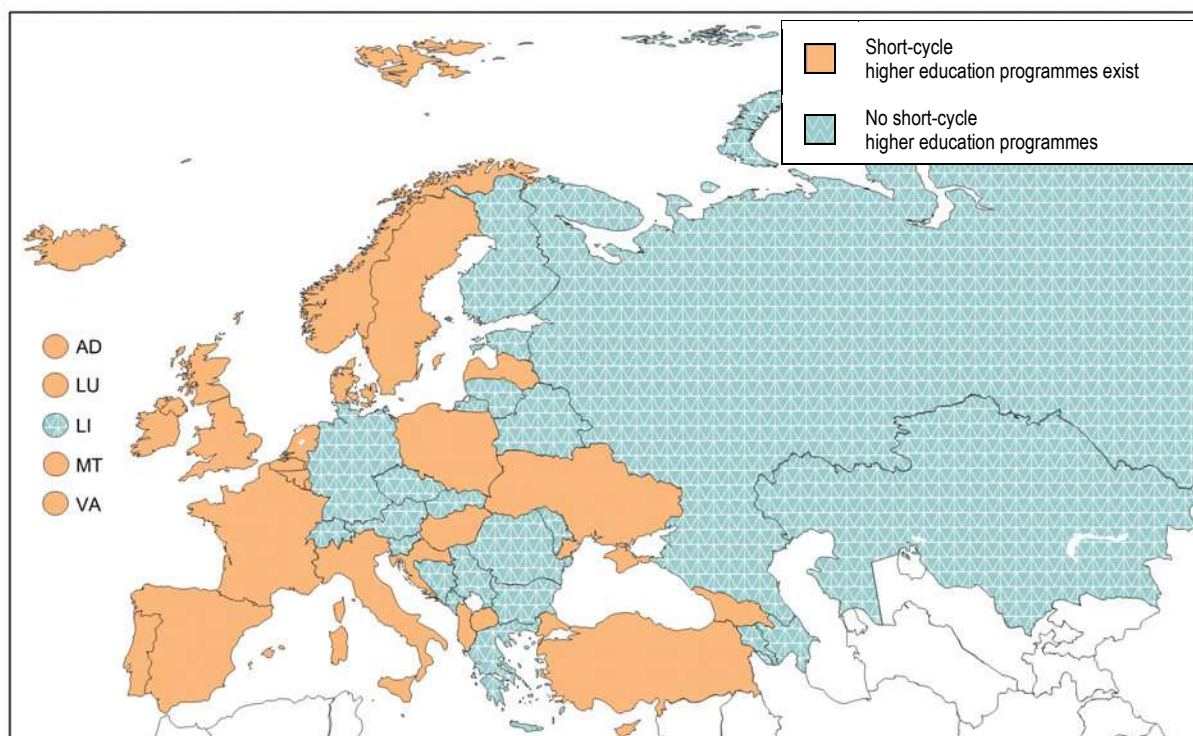 Short-cycle
higher education programmes exist
No short-cycle
higher education programmes
AD
LU
LI
MT
VA